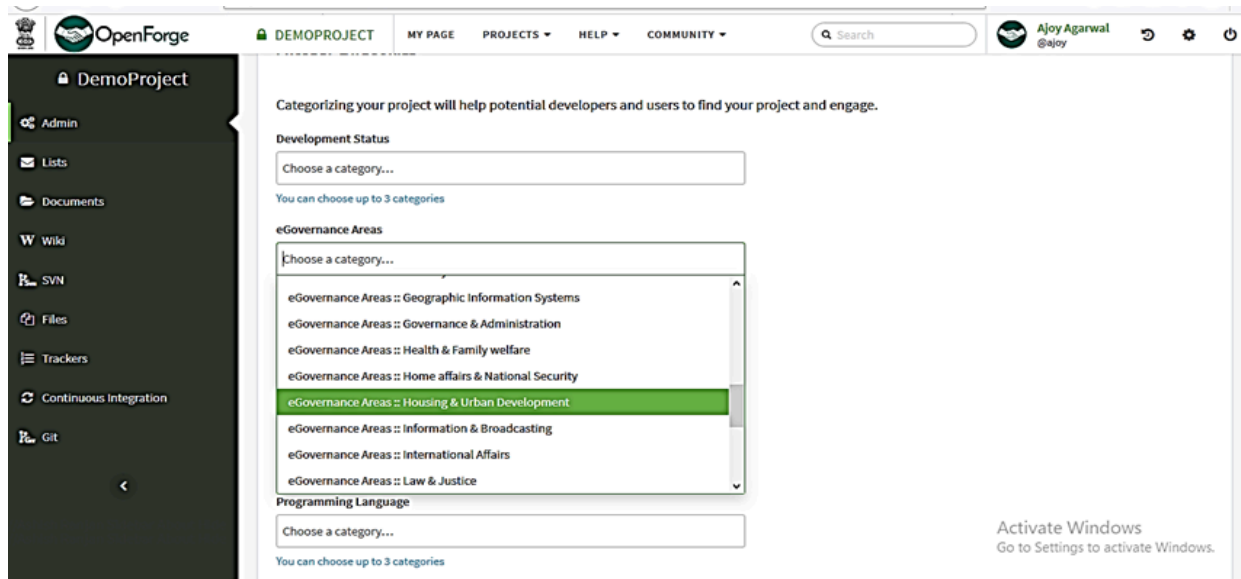 OpenForge
DEMOPROJECT MY PAGE PROJECTS HELP COMMUNITY Search Ajoy Agarwal
@ajoy
DemoProject
Admin
Lists
Documents
W Wiki
SVN
Files
Trackers
Continuous Integration
Git
PROJECT CATEGORIES
Categorizing your project will help potential developers and users to find your project and engage.
Development Status
Choose a category...
You can choose up to 3 categories
eGovernance Areas
Choose a category...
eGovernance Areas :: Geographic Information Systems
eGovernance Areas :: Governance & Administration
eGovernance Areas :: Health & Family welfare
eGovernance Areas :: Home affairs & National Security
eGovernance Areas :: Housing & Urban Development
eGovernance Areas :: Information & Broadcasting
eGovernance Areas :: International Affairs
eGovernance Areas :: Law & Justice
Programming Language
Choose a category...
You can choose up to 3 categories
Activate Windows
Go to Settings to activate Windows.